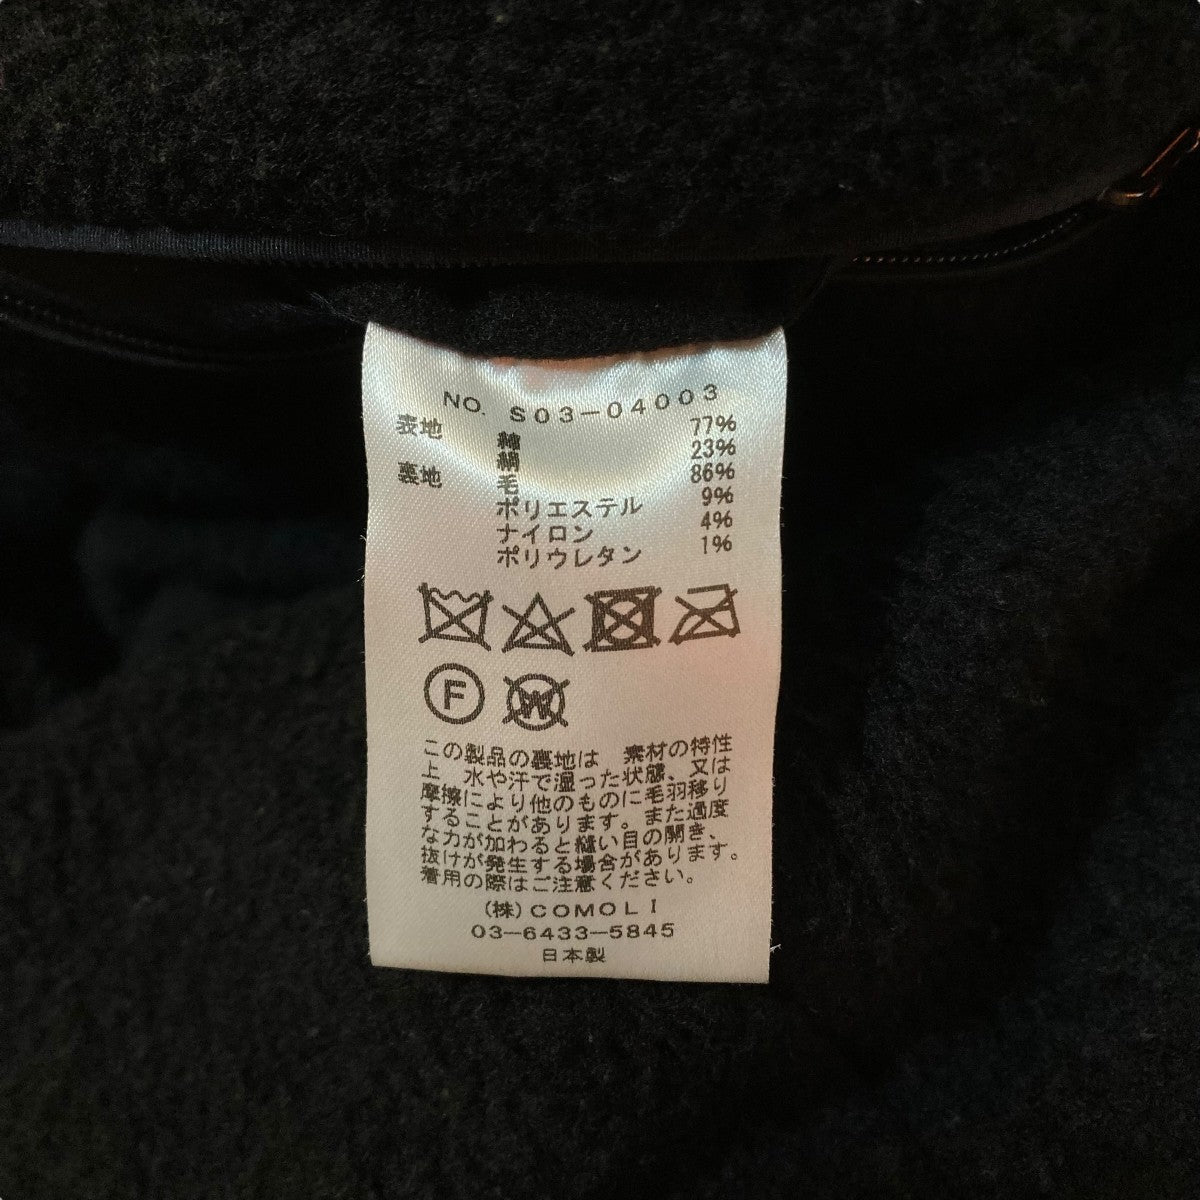 NO. S03-04003
表地 綿 77%
絹 23%
裏地 毛 86%
ポリエステル 9%
ナイロン 4%
ポリウレタン 1%
F
W
この製品の裏地は 素材の特性
上 水や汗で湿った状態、又は
摩擦により他のものに毛羽移り
することがあります。また過度
な力が加わると縫い目の開き、
抜けが発生する場合があります。
着用の際はご注意ください。
(株)COMOLI
03-6433-5845
日本製